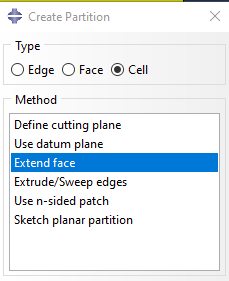 Create Partition
Type
Edge Face Cell
Method
Define cutting plane
Use datum plane
Extend face
Extrude/Sweep edges
Use n-sided patch
Sketch planar partition